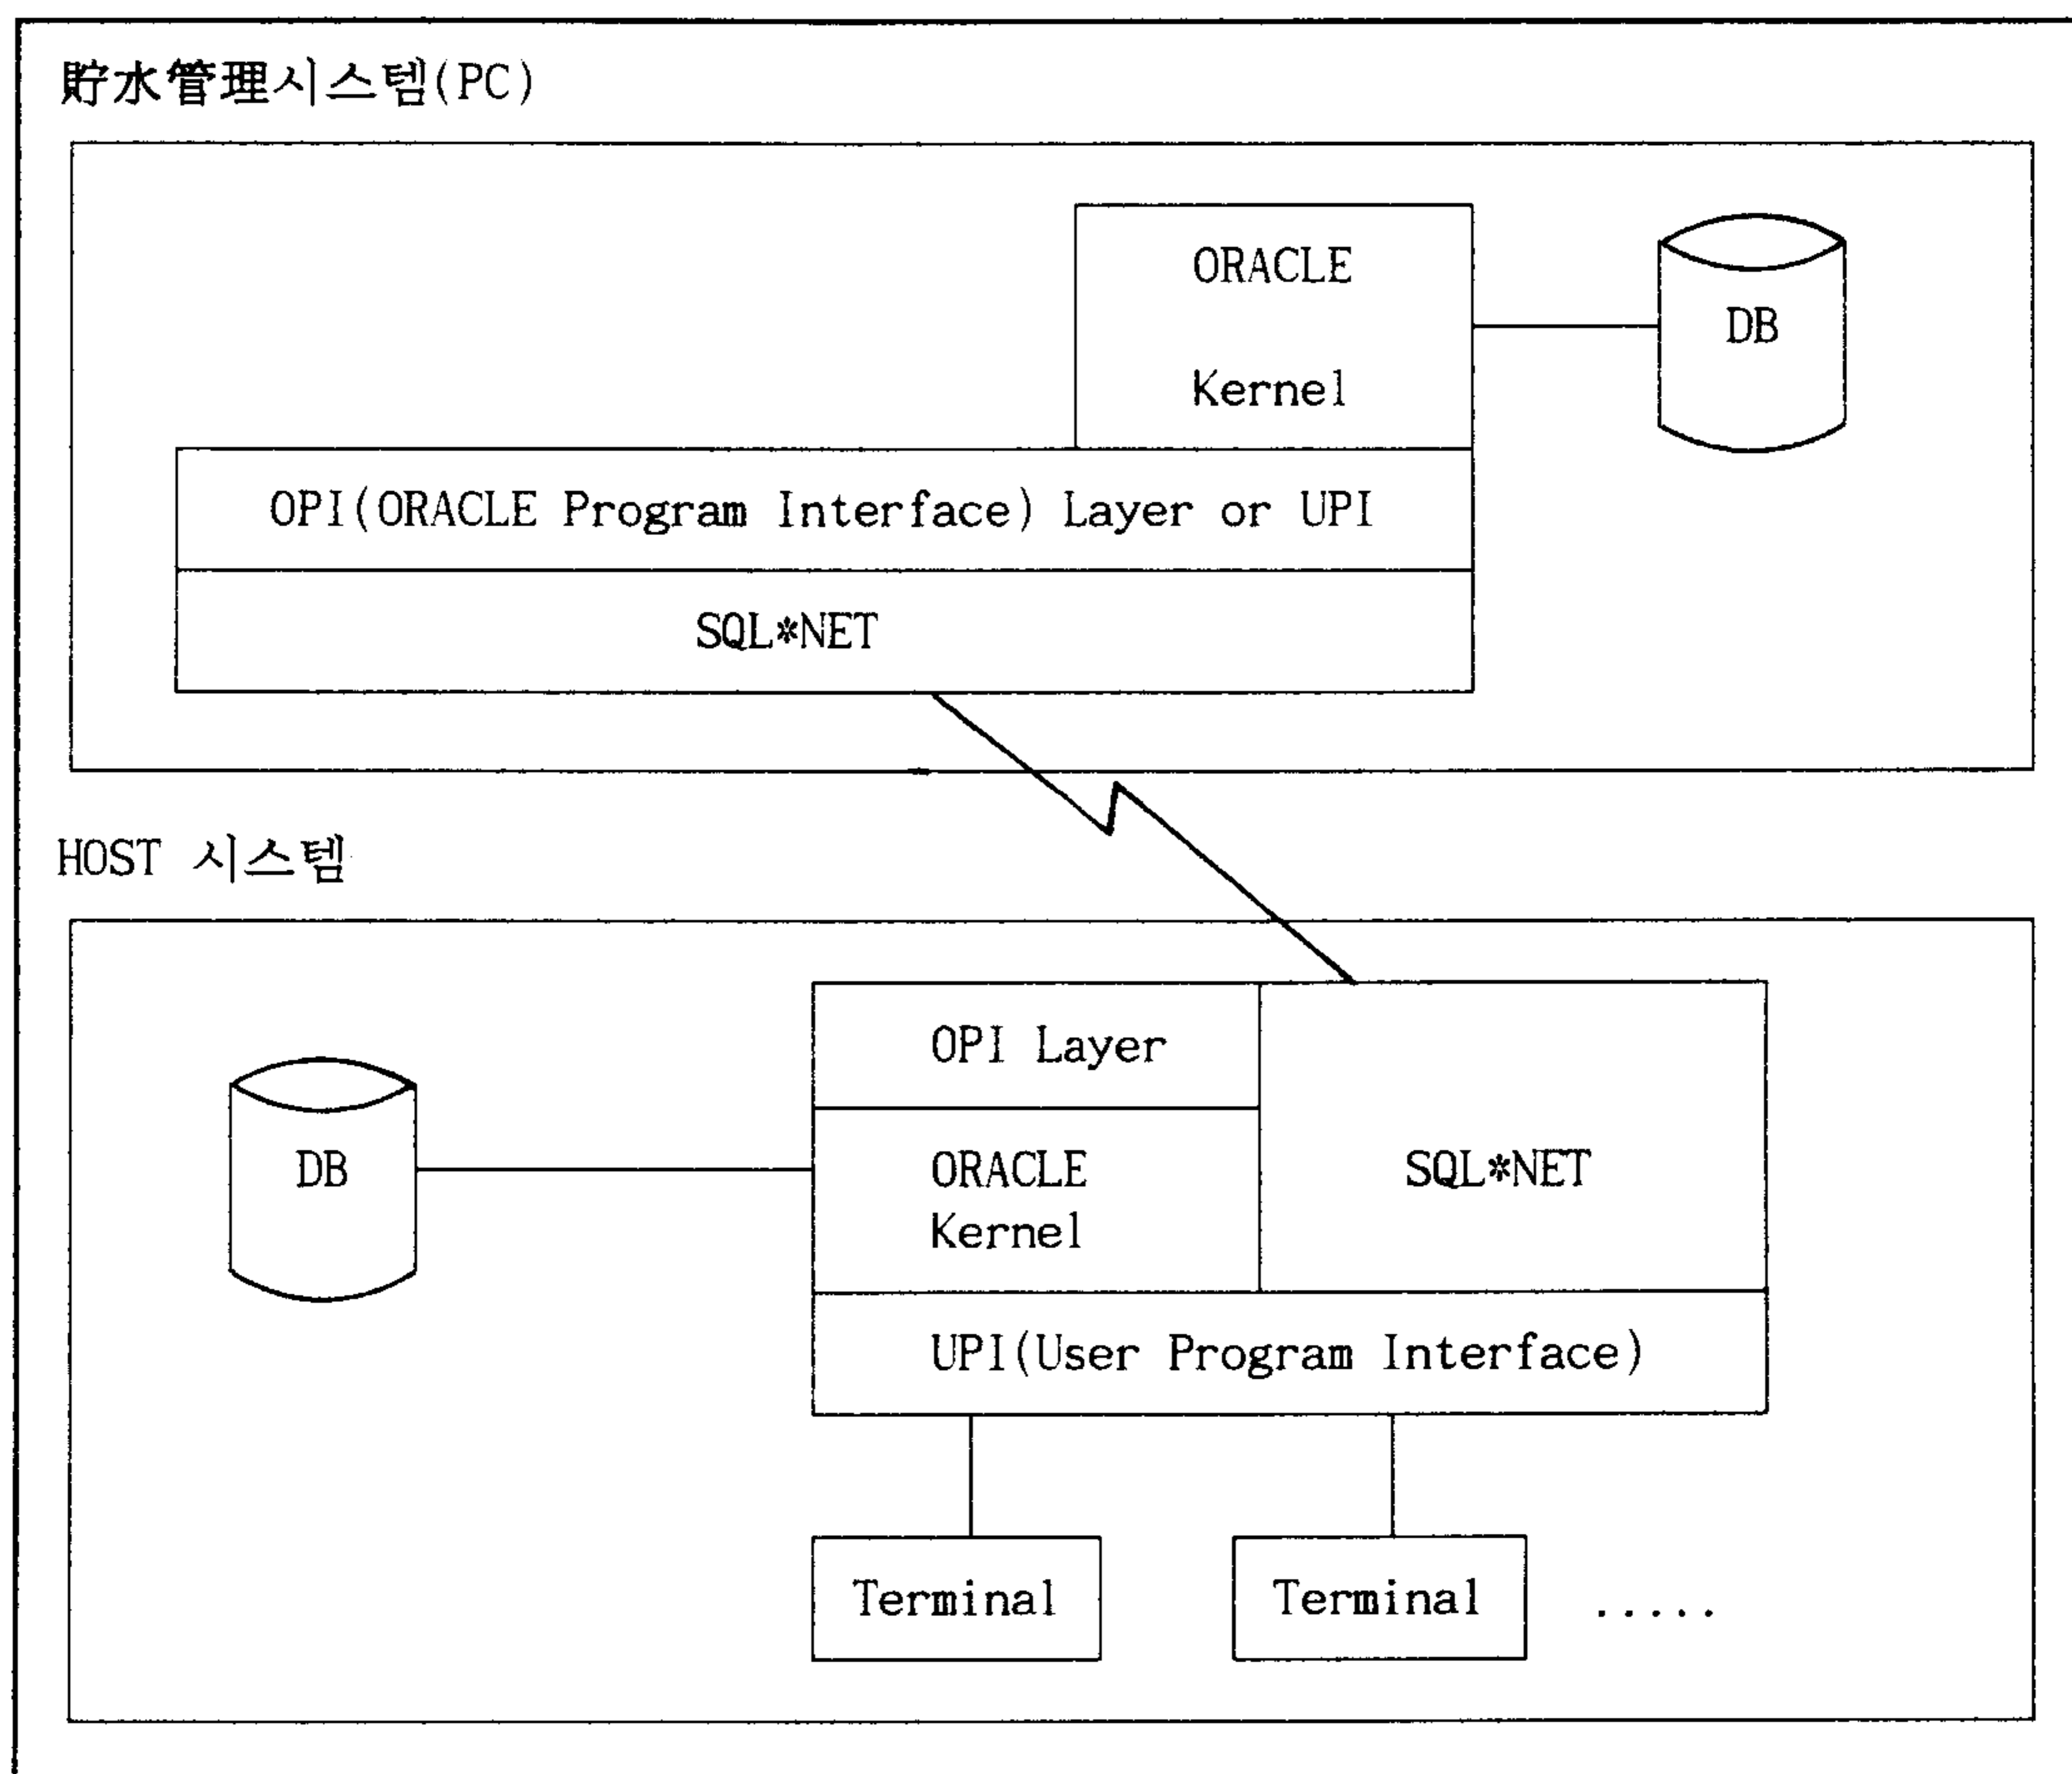 貯水管理시스템(PC)
ORACLE
Kernel
DB
OPI(ORACLE Program Interface) Layer or UPI
SQL*NET
HOST 시스템
OPI Layer
DB
ORACLE
Kernel
SQL*NET
UPI(User Program Interface)
Terminal
Terminal
.....